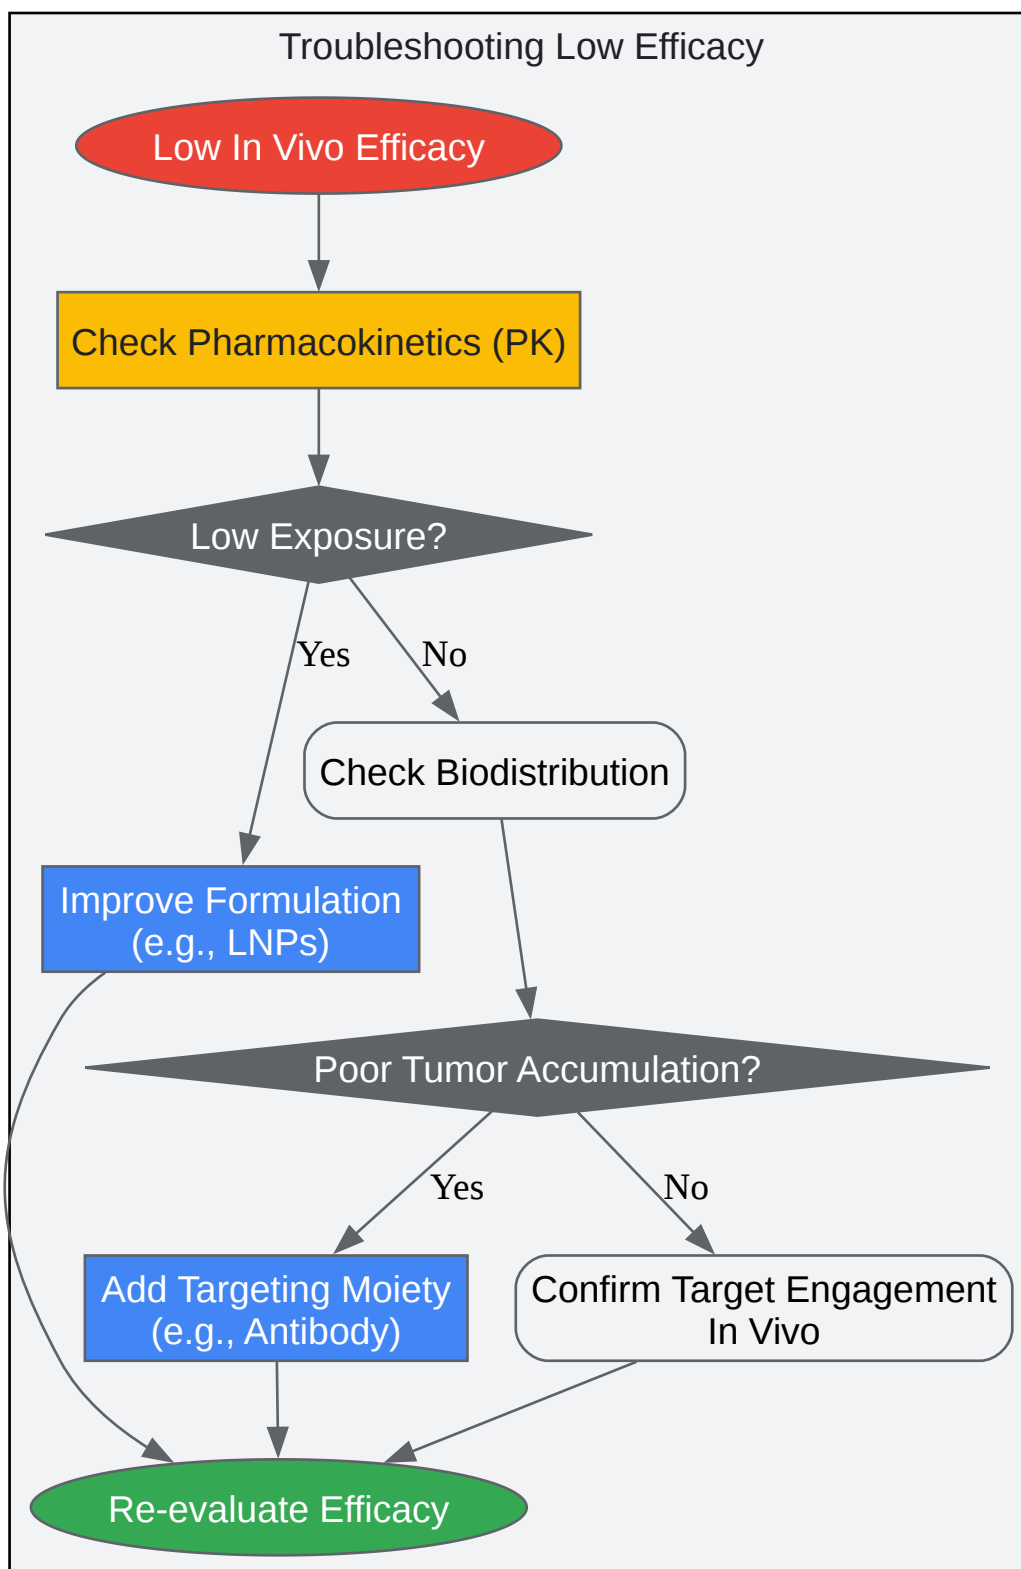 Troubleshooting Low Efficacy
Low In Vivo Efficacy
Check Pharmacokinetics (PK)
Low Exposure?
Yes
No
Check Biodistribution
Improve Formulation
(e.g., LNPs)
Poor Tumor Accumulation?
Yes
No
Add Targeting Moiety
(e.g., Antibody)
Confirm Target Engagement
In Vivo
Re-evaluate Efficacy